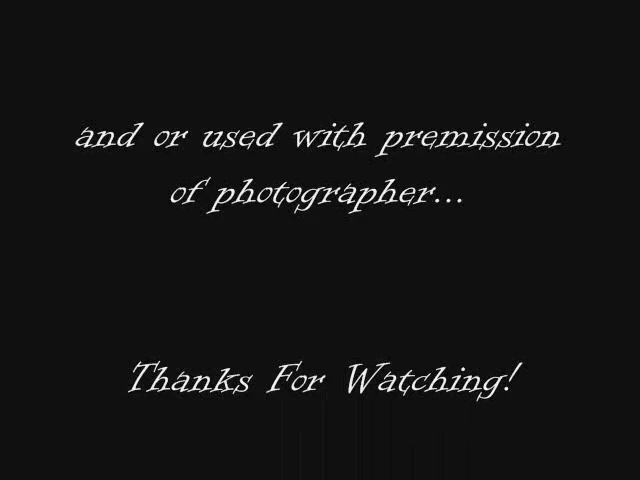 and or used with premission
of photographer...
Thanks For Watching!